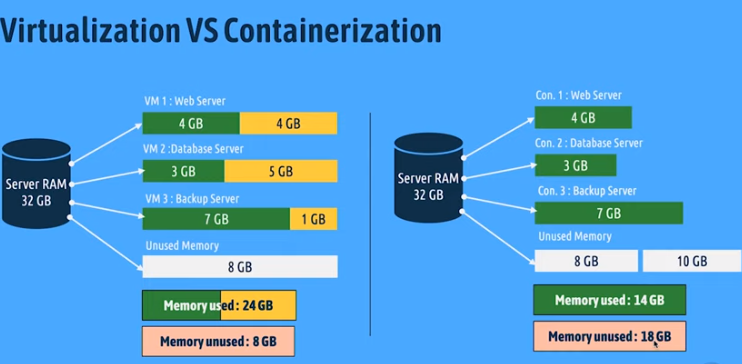 Virtualization VS Containerization
VM 1 : Web Server
4 GB 4 GB
VM 2 :Database Server
3 GB 5 GB
Server RAM
32 GB
VM 3 : Backup Server
7 GB 1 GB
Unused Memory
8 GB
Memory used : 24 GB
Memory unused : 8 GB
Con. 1 : Web Server
4 GB
Con. 2 : Database Server
3 GB
Server RAM
32 GB
Con. 3 : Backup Server
7 GB
Unused Memory
8 GB 10 GB
Memory used : 14 GB
Memory unused : 18 GB